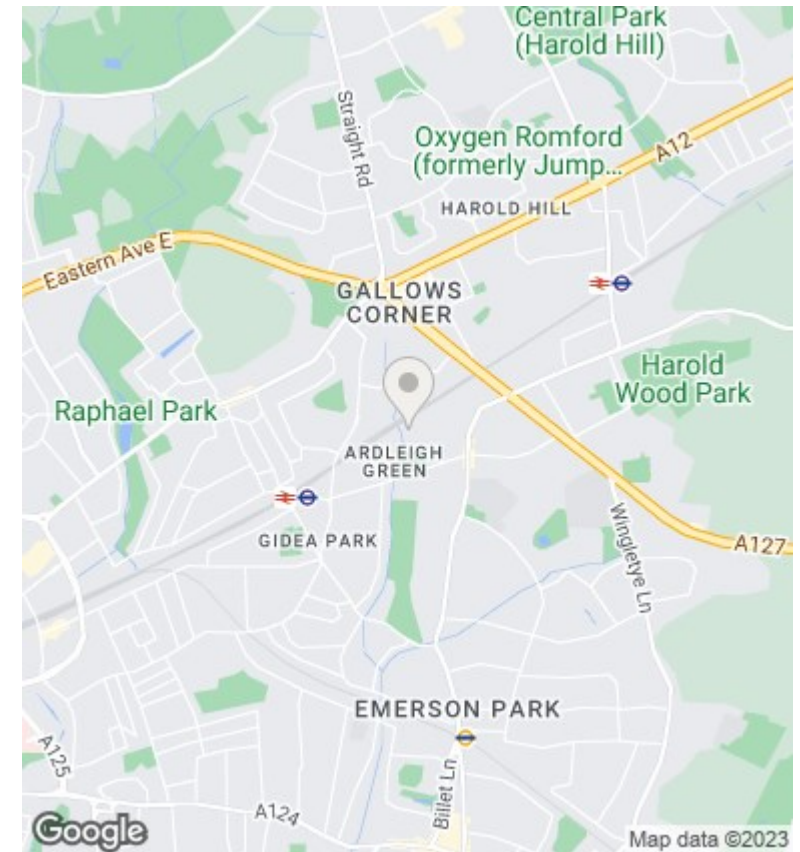 Central Park
(Harold Hill)
Straight Rd
Oxygen Romford
(formerly Jump...
A12
HAROLD HILL
Eastern Ave E
GALLOWS
CORNER
Harold
Wood Park
Raphael Park
ARDLEIGH
GREEN
GIDEA PARK
Wingletye Ln
A127
EMERSON PARK
A125
A124
Billet Ln
Google
Map data ©2023